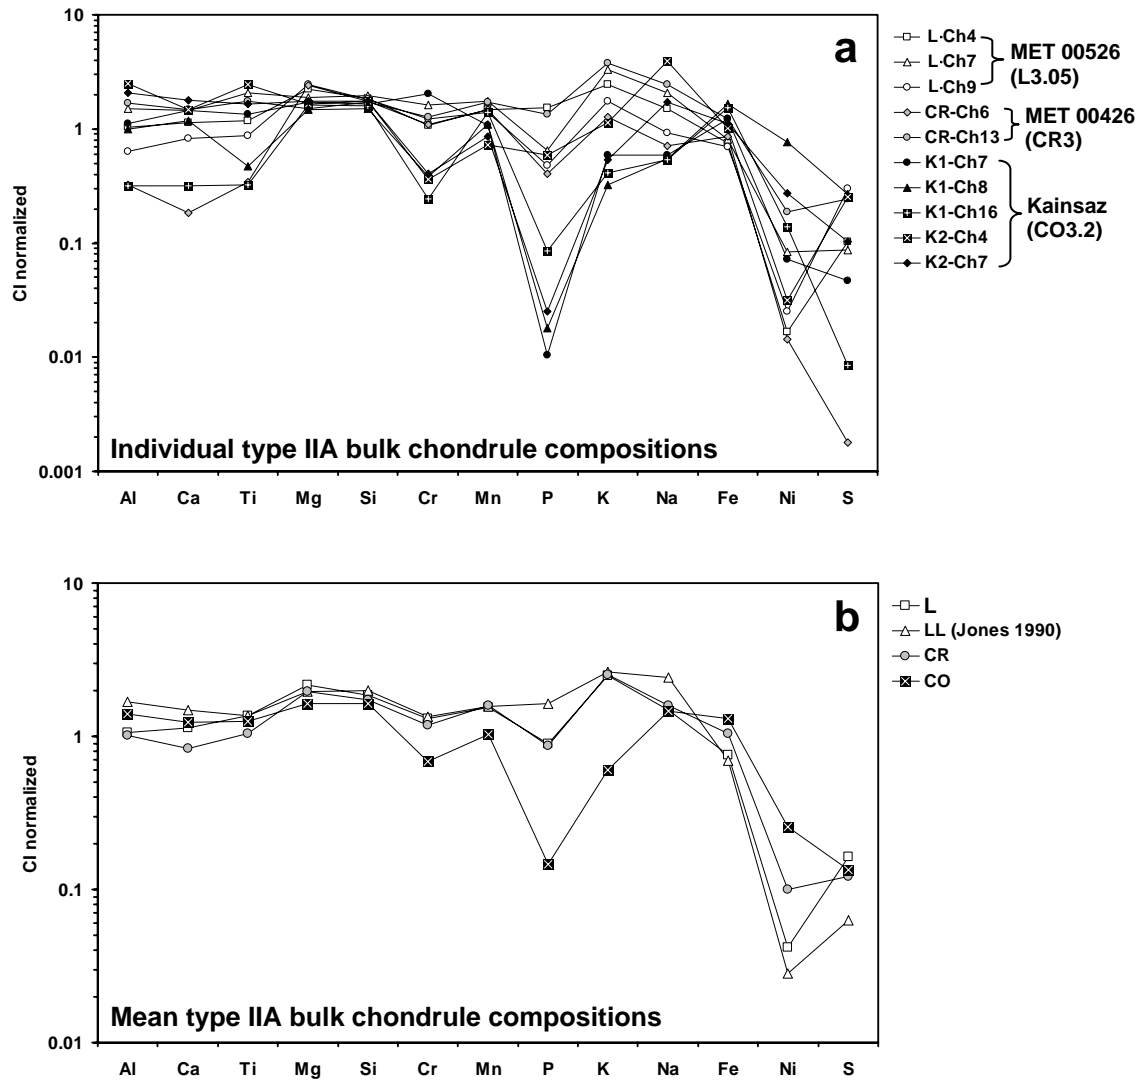 10
1
0.1
0.01
0.001
CI normalized
a
Individual type IIA bulk chondrule compositions
Al Ca Ti Mg Si Cr Mn P K Na Fe Ni S
L-Ch4
L-Ch7
L-Ch9
MET 00526
(L3.05)
CR-Ch6
CR-Ch13
MET 00426
(CR3)
K1-Ch7
K1-Ch8
K1-Ch16
K2-Ch4
K2-Ch7
Kainsaz
(CO3.2)
10
1
0.1
0.01
CI normalized
b
Mean type IIA bulk chondrule compositions
Al Ca Ti Mg Si Cr Mn P K Na Fe Ni S
L
LL (Jones 1990)
CR
CO